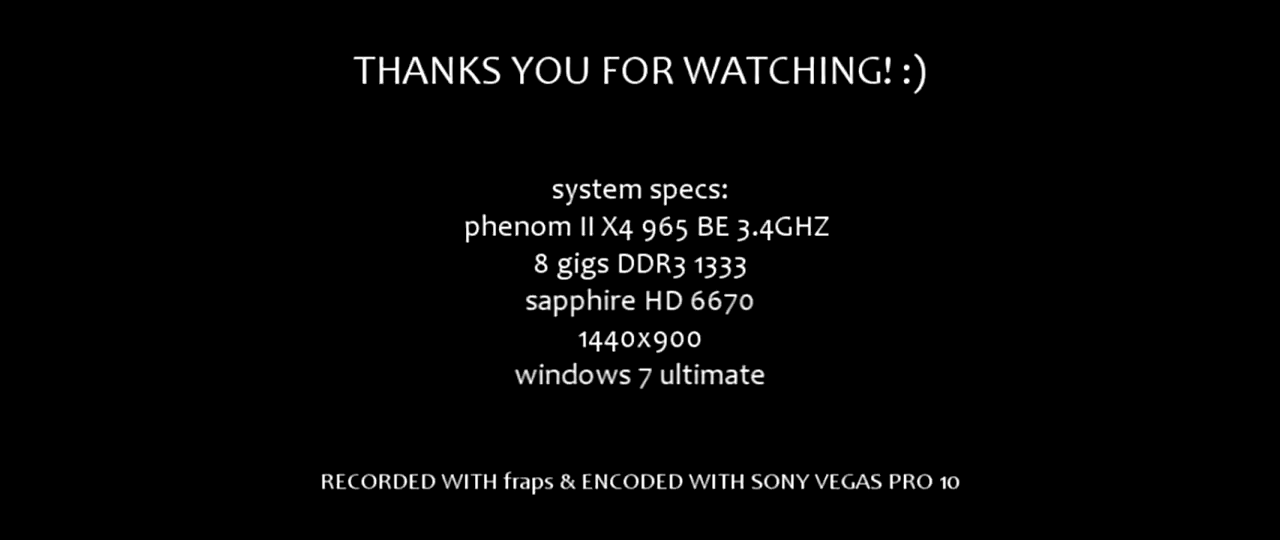 THANKS YOU FOR WATCHING! :)
system specs:
phenom II X4 965 BE 3.4GHZ
8 gigs DDR3 1333
sapphire HD 6670
1440x900
windows 7 ultimate
RECORDED WITH fraps & ENCODED WITH SONY VEGAS PRO 10